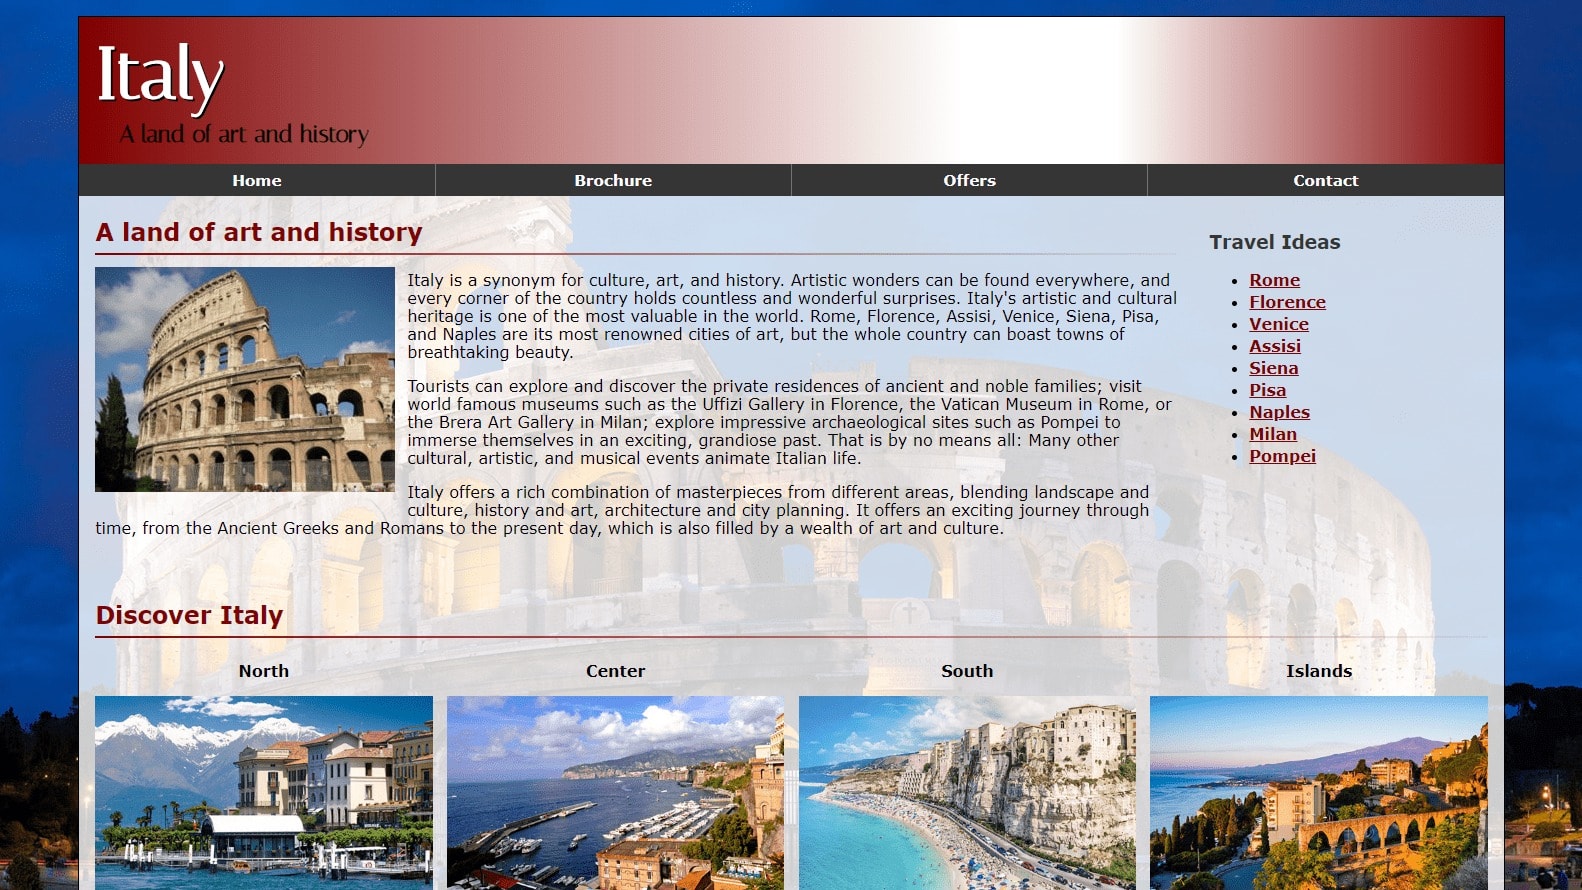 Italy
A land of art and history
Home
Brochure
Offers
Contact
A land of art and history
Italy is a synonym for culture, art, and history. Artistic wonders can be found everywhere, and
every corner of the country holds countless and wonderful surprises. Italy's artistic and cultural
heritage is one of the most valuable in the world. Rome, Florence, Assisi, Venice, Siena, Pisa,
and Naples are its most renowned cities of art, but the whole country can boast towns of
breathtaking beauty.
Tourists can explore and discover the private residences of ancient and noble families; visit
world famous museums such as the Uffizi Gallery in Florence, the Vatican Museum in Rome, or
the Brera Art Gallery in Milan; explore impressive archaeological sites such as Pompei to
immerse themselves in an exciting, grandiose past. That is by no means all: Many other
cultural, artistic, and musical events animate Italian life.
Italy offers a rich combination of masterpieces from different areas, blending landscape and
culture, history and art, architecture and city planning. It offers an exciting journey through
time, from the Ancient Greeks and Romans to the present day, which is also filled by a wealth of art and culture.
Travel Ideas
Rome
Florence
Venice
Assisi
Siena
Pisa
Naples
Milan
Pompei
Discover Italy
North
Center
South
Islands